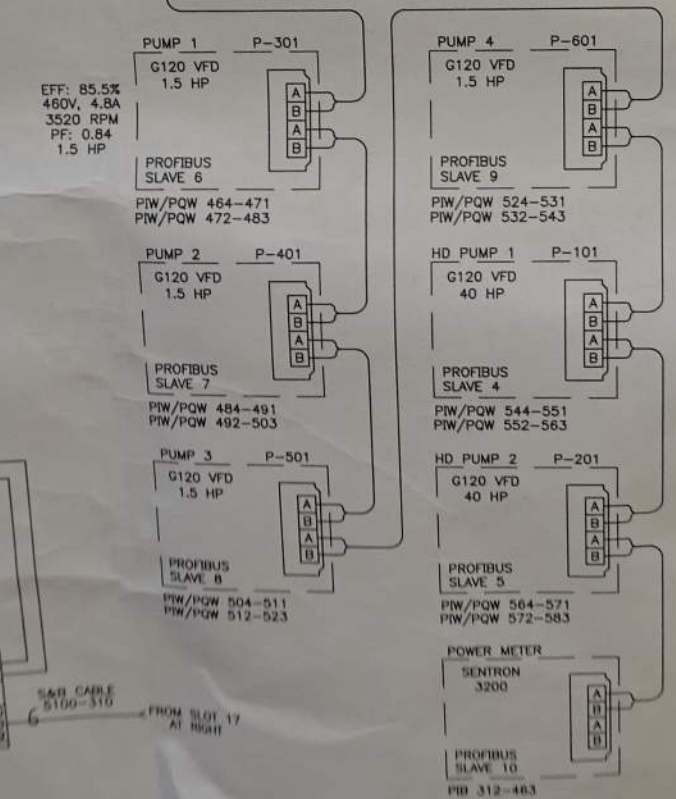 PUMP 1 P-301
G120 VFD
1.5 HP
A
B
A
B
PROFIBUS
SLAVE 6
PIW/PQW 464-471
PIW/PQW 472-483
EFF: 85.5%
460V, 4.8A
3520 RPM
PF: 0.84
1.5 HP
PUMP 2 P-401
G120 VFD
1.5 HP
A
B
A
B
PROFIBUS
SLAVE 7
PIW/PQW 484-491
PIW/PQW 492-503
PUMP 3 P-501
G120 VFD
1.5 HP
A
B
A
B
PROFIBUS
SLAVE 8
PIW/PQW 504-511
PIW/PQW 512-523
S&B CABLE
5100-310
FROM SLOT 17
AT RIGHT
PUMP 4 P-601
G120 VFD
1.5 HP
A
B
A
B
PROFIBUS
SLAVE 9
PIW/PQW 524-531
PIW/PQW 532-543
HD PUMP 1 P-101
G120 VFD
40 HP
A
B
A
B
PROFIBUS
SLAVE 4
PIW/PQW 544-551
PIW/PQW 552-563
HD PUMP 2 P-201
G120 VFD
40 HP
A
B
A
B
PROFIBUS
SLAVE 5
PIW/PQW 564-571
PIW/PQW 572-583
POWER METER
SENTRON
3200
A
B
A
B
PROFIBUS
SLAVE 10
PIB 312-463